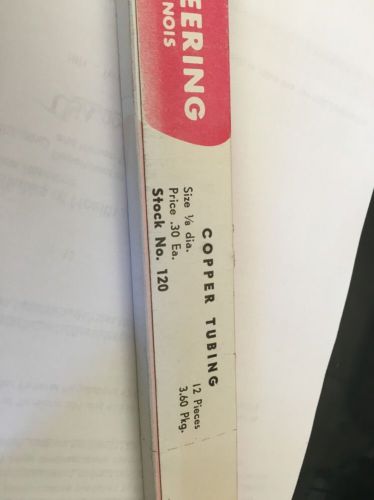 EERING
NOIS
COPPER TUBING
Size ⅛ dia.
Price .30 Ea.
Stock No. 120
12 Pieces
3.60 Pkg.